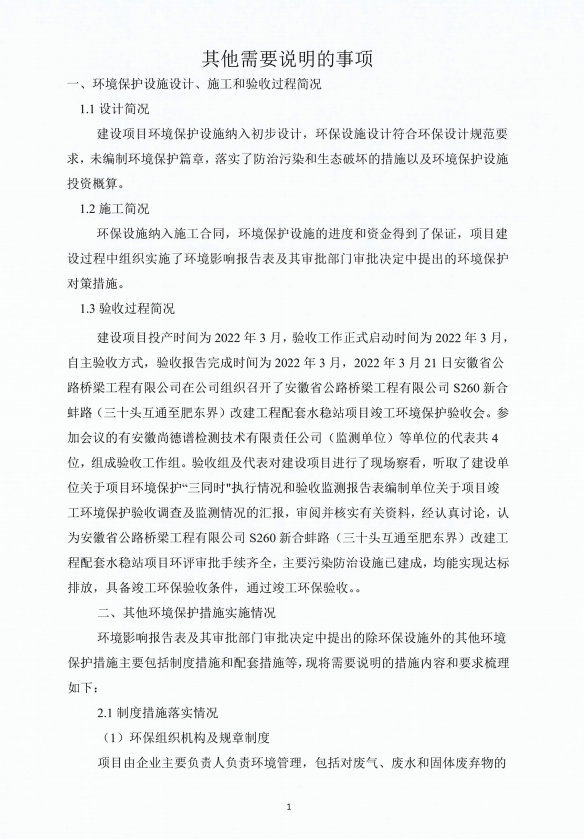 其他需要说明的事项
一、环境保护设施设计、施工和验收过程简况
1.1 设计简况
建设项目环境保护设施纳入初步设计，环保设施设计符合环保设计规范要
求，未编制环境保护篇章，落实了防治污染和生态破坏的措施以及环境保护设施
投资概算。
1.2 施工简况
环保设施纳入施工合同，环境保护设施的进度和资金得到了保证，项目建
设过程中组织实施了环境影响报告表及其审批部门审批决定中提出的环境保护
对策措施。
1.3 验收过程简况
建设项目投产时间为 2022 年 3 月，验收工作正式启动时间为 2022 年 3 月，
自主验收方式，验收报告完成时间为 2022 年 3 月，2022 年 3 月 21 日安徽省公
路桥梁工程有限公司在公司组织召开了安徽省公路桥梁工程有限公司 S260 新合
蚌路（三十头互通至肥东界）改建工程配套水稳站项目竣工环境保护验收会。参
加会议的有安徽尚德谱检测技术有限责任公司（监测单位）等单位的代表共 4
位，组成验收工作组。验收组及代表对建设项目进行了现场察看，听取了建设单
位关于项目环境保护“三同时"执行情况和验收监测报告表编制单位关于项目竣
工环境保护验收调查及监测情况的汇报，审阅并核实有关资料，经认真讨论，认
为安徽省公路桥梁工程有限公司 S260 新合蚌路（三十头互通至肥东界）改建工
程配套水稳站项目环评审批手续齐全，主要污染防治设施已建成，均能实现达标
排放，具备竣工环保验收条件，通过竣工环保验收。。
二、其他环境保护措施实施情况
环境影响报告表及其审批部门审批决定中提出的除环保设施外的其他环境
保护措施主要包括制度措施和配套措施等，现将需要说明的措施内容和要求梳理
如下：
2.1 制度措施落实情况
（1）环保组织机构及规章制度
项目由企业主要负责人负责环境管理，包括对废气、废水和固体废弃物的
1